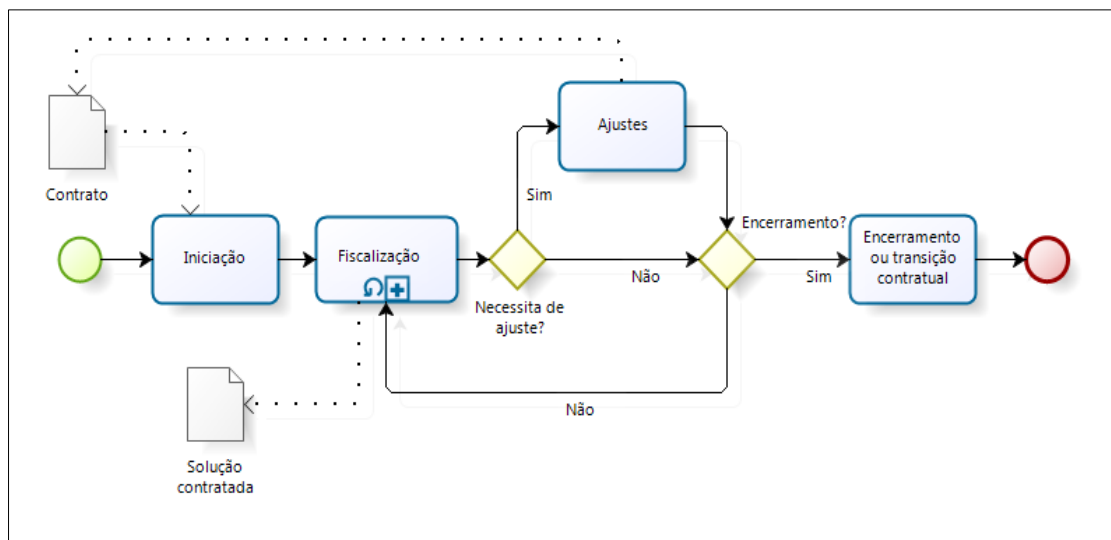 Ajustes
Contrato
Sim
Iniciação
Fiscalização
Encerramento?
Encerramento
ou transição
contratual
Não
Sim
Necessita de
ajuste?
Não
Solução
contratada